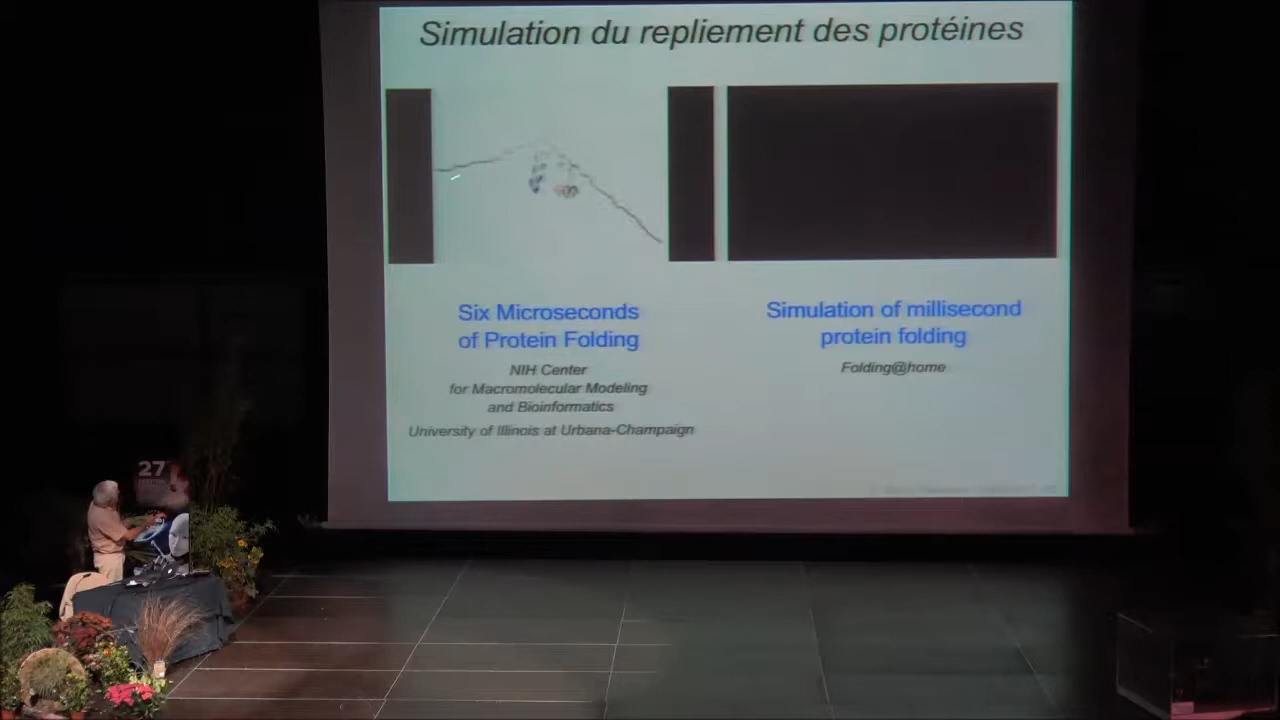 Simulation du repliement des protéines
Six Microseconds
of Protein Folding
NIH Center
for Macromolecular Modeling
and Bioinformatics
University of Illinois at Urbana-Champaign
Simulation of millisecond
protein folding
Folding@home
27